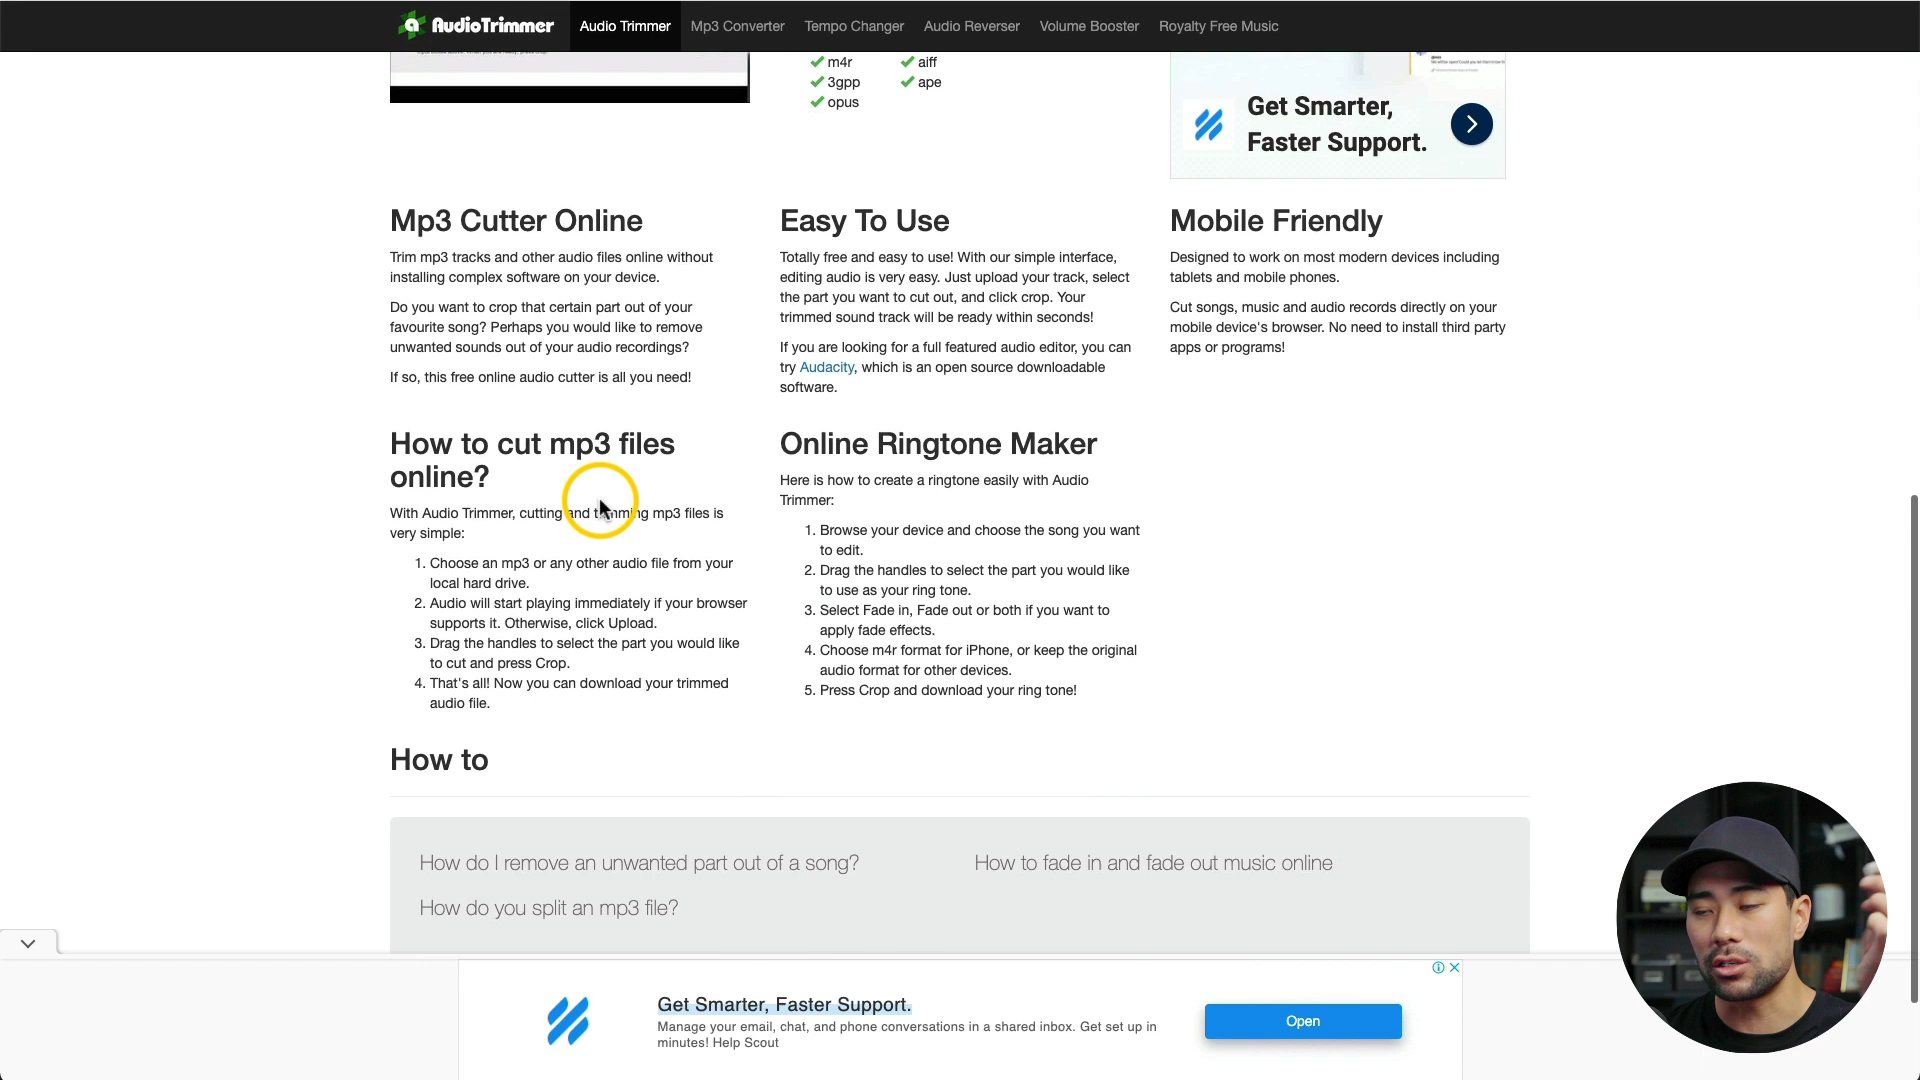 AudioTrimmer
Audio Trimmer
Mp3 Converter
Tempo Changer
Audio Reverser
Volume Booster
Royalty Free Music
m4r
aiff
3gpp
ape
opus
Get Smarter,
Faster Support.
Mp3 Cutter Online
Trim mp3 tracks and other audio files online without
installing complex software on your device.
Do you want to crop that certain part out of your
favourite song? Perhaps you would like to remove
unwanted sounds out of your audio recordings?
If so, this free online audio cutter is all you need!
Easy To Use
Totally free and easy to use! With our simple interface,
editing audio is very easy. Just upload your track, select
the part you want to cut out, and click crop. Your
trimmed sound track will be ready within seconds!
If you are looking for a full featured audio editor, you can
try Audacity, which is an open source downloadable
software.
Mobile Friendly
Designed to work on most modern devices including
tablets and mobile phones.
Cut songs, music and audio records directly on your
mobile device's browser. No need to install third party
apps or programs!
How to cut mp3 files
online?
With Audio Trimmer, cutting and trimming mp3 files is
very simple:
1. Choose an mp3 or any other audio file from your
local hard drive.
2. Audio will start playing immediately if your browser
supports it. Otherwise, click Upload.
3. Drag the handles to select the part you would like
to cut and press Crop.
4. That's all! Now you can download your trimmed
audio file.
Online Ringtone Maker
Here is how to create a ringtone easily with Audio
Trimmer:
1. Browse your device and choose the song you want
to edit.
2. Drag the handles to select the part you would like
to use as your ring tone.
3. Select Fade in, Fade out or both if you want to
apply fade effects.
4. Choose m4r format for iPhone, or keep the original
audio format for other devices.
5. Press Crop and download your ring tone!
How to
How do I remove an unwanted part out of a song?
How to fade in and fade out music online
How do you split an mp3 file?
Get Smarter, Faster Support.
Manage your email, chat, and phone conversations in a shared inbox. Get set up in
minutes! Help Scout
Open